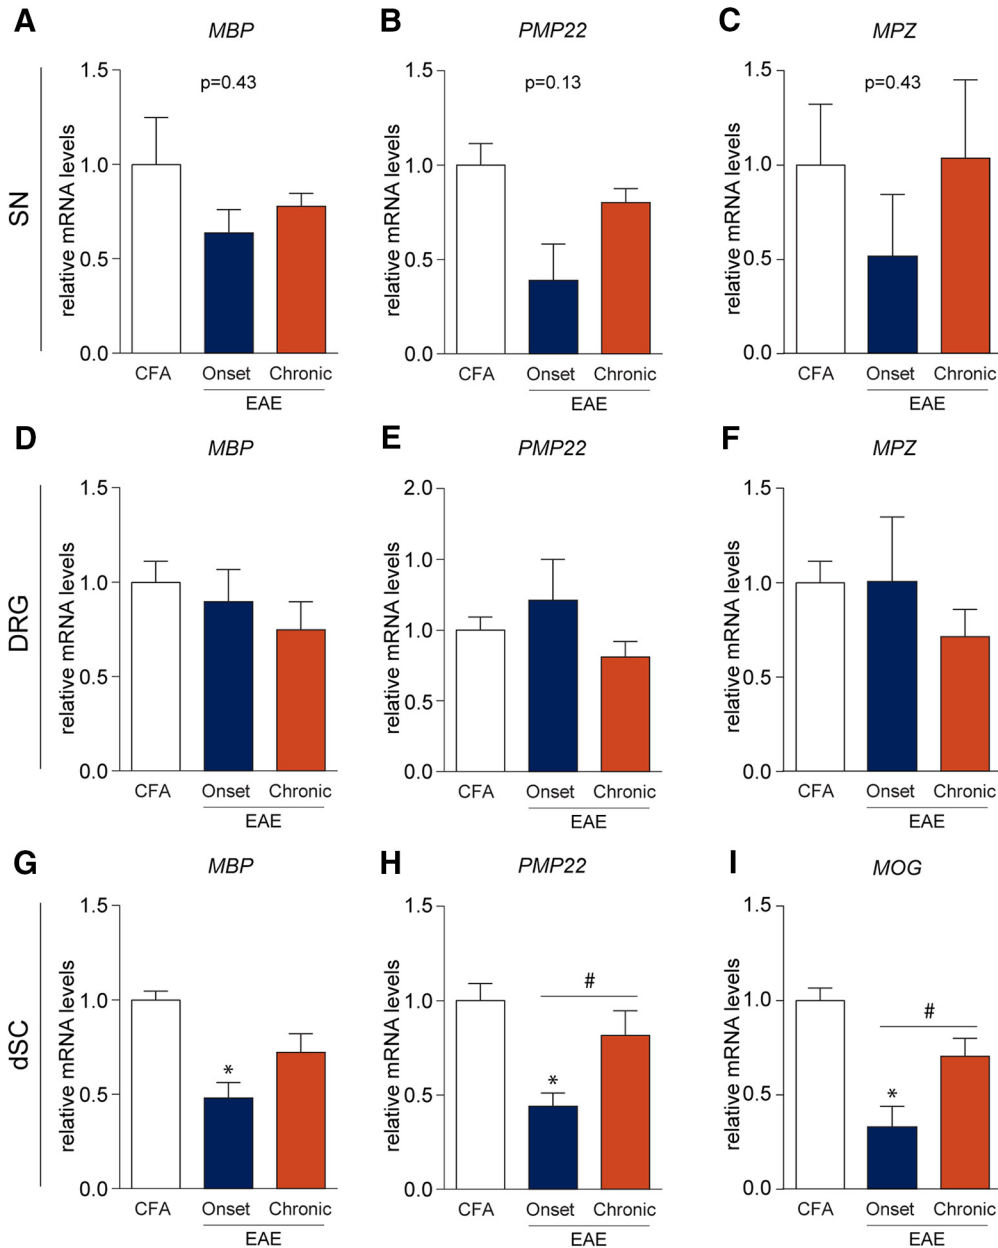 A
MBP
SN
relative mRNA levels
1.5
1.0
0.5
0.0
p=0.43
CFA
Onset
Chronic
EAE
B
PMP22
relative mRNA levels
1.5
1.0
0.5
0.0
p=0.13
CFA
Onset
Chronic
EAE
C
MPZ
relative mRNA levels
1.5
1.0
0.5
0.0
p=0.43
CFA
Onset
Chronic
EAE
D
MBP
DRG
relative mRNA levels
1.5
1.0
0.5
0.0
CFA
Onset
Chronic
EAE
E
PMP22
relative mRNA levels
2.0
1.0
1.0
0.5
0.0
CFA
Onset
Chronic
EAE
F
MPZ
relative mRNA levels
1.5
1.0
0.5
0.0
CFA
Onset
Chronic
EAE
G
MBP
dSC
relative mRNA levels
1.5
1.0
0.5
0.0
*
CFA
Onset
Chronic
EAE
H
PMP22
relative mRNA levels
1.5
1.0
0.5
0.0
#
*
CFA
Onset
Chronic
EAE
I
MOG
relative mRNA levels
1.5
1.0
0.5
0.0
#
*
CFA
Onset
Chronic
EAE